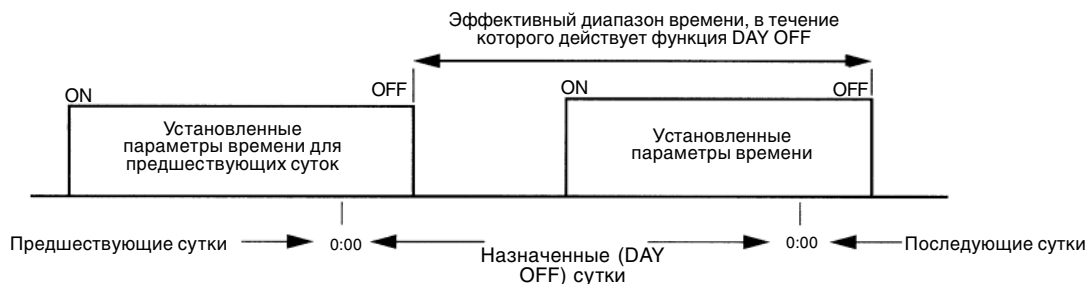 Эффективный диапазон времени, в течение
которого действует функция DAY OFF
ON
OFF
ON
OFF
Установленные
параметры времени для
предшествующих суток
Установленные
параметры времени
Предшествующие сутки
0:00
Назначенные (DAY
OFF) сутки
0:00
Последующие сутки